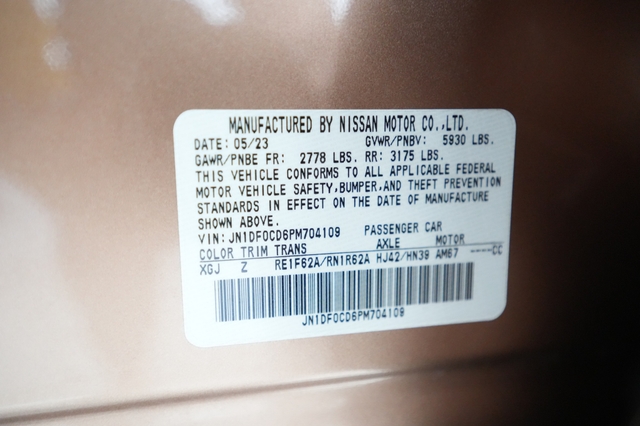 MANUFACTURED BY NISSAN MOTOR CO.,LTD.
DATE: 05/23 GVWR/PNBV: 5930 LBS.
GAWR/PNBE FR: 2778 LBS. RR: 3175 LBS.
THIS VEHICLE CONFORMS TO ALL APPLICABLE FEDERAL
MOTOR VEHICLE SAFETY,BUMPER,AND THEFT PREVENTION
STANDARDS IN EFFECT ON THE DATE OF MANUFACTURE
SHOWN ABOVE.
VIN: JN1DF0CD6PM704109 PASSENGER CAR
COLOR TRIM TRANS AXLE MOTOR
XGJ Z RE1F62A/RN1R62A HJ42/HN39 AM67 ----CC
JN1DF0CD6PM704109